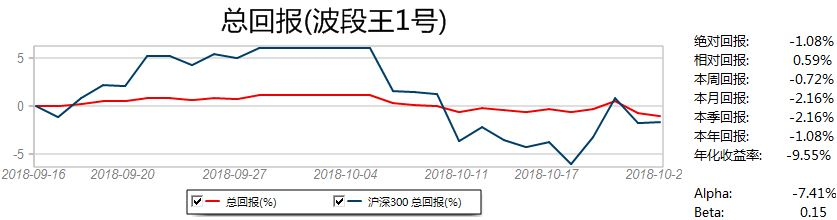 总回报(波段王1号)
绝对回报: -1.08%
相对回报: 0.59%
本周回报: -0.72%
本月回报: -2.16%
本季回报: -2.16%
本年回报: -1.08%
年化收益率: -9.55%
Alpha: -7.41%
Beta: 0.15
5
0
-5
2018-09-16 2018-09-20 2018-09-27 2018-10-04 2018-10-11 2018-10-17 2018-10-2
总回报(%) 沪深300 总回报(%)